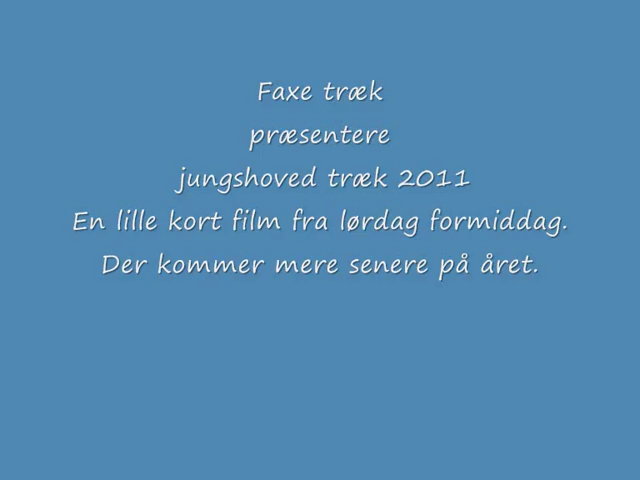 Faxe træk
præsentere
jungshoved træk 2011
En lille kort film fra lørdag formiddag.
Der kommer mere senere på året.